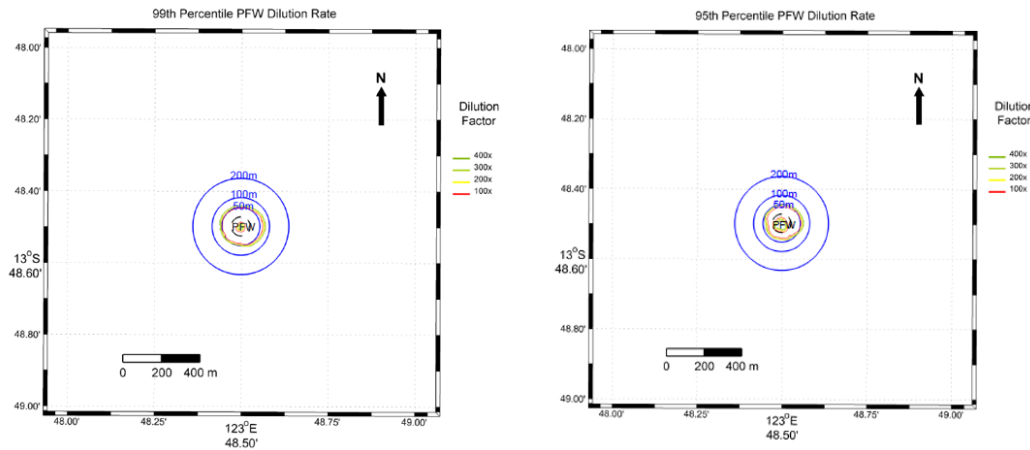 99th Percentile PFW Dilution Rate
48.00'
48.20'
48.40'
13°S
48.60'
48.80'
49.00'
N
200m
100m
50m
PFW
0 200 400 m
48.00' 48.25' 123°E 48.75' 49.00'
48.50'
Dilution
Factor
400x
300x
200x
100x
95th Percentile PFW Dilution Rate
48.00'
48.20'
48.40'
13°S
48.60'
48.80'
49.00'
N
200m
100m
50m
PFW
0 200 400 m
48.00' 48.25' 123°E 48.75' 49.00'
48.50'
Dilution
Factor
400x
300x
200x
100x